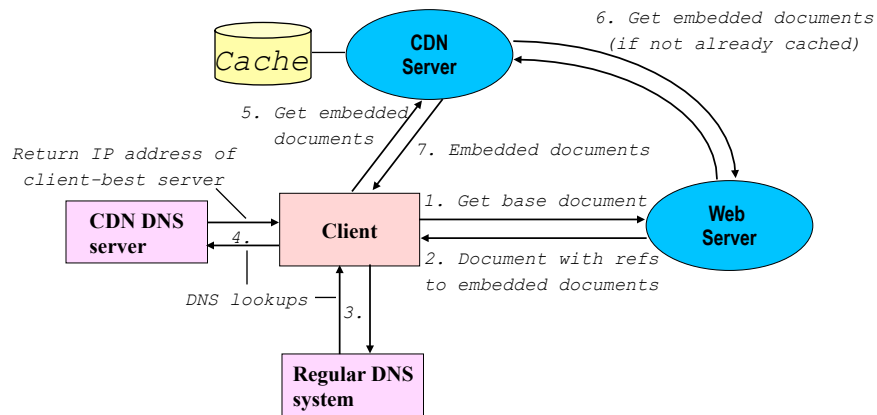 6. Get embedded documents
(if not already cached)
CDN
Server
Cache
5. Get embedded
documents
7. Embedded documents
Return IP address of
client-best server
1. Get base document
CDN DNS
server
4.
Client
Web
Server
2. Document with refs
to embedded documents
DNS lookups
3.
Regular DNS
system